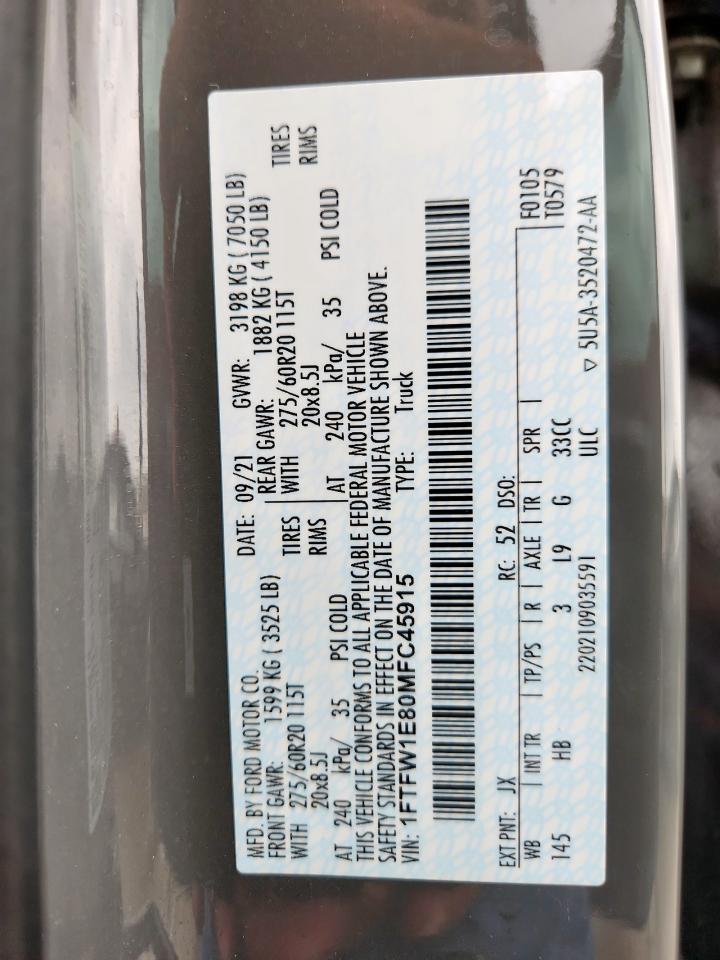 MFD. BY FORD MOTOR CO. DATE: 09/21 GVWR: 3198 KG ( 7050 LB)
FRONT GAWR: 1599 KG ( 3525 LB) REAR GAWR: 1882 KG ( 4150 LB)
WITH 275/60R20 115T TIRES WITH 275/60R20 115T TIRES
20x8.5J RIMS 20x8.5J RIMS
AT 240 kPa/ 35 PSI COLD AT 240 kPa/ 35 PSI COLD
THIS VEHICLE CONFORMS TO ALL APPLICABLE FEDERAL MOTOR VEHICLE
SAFETY STANDARDS IN EFFECT ON THE DATE OF MANUFACTURE SHOWN ABOVE.
VIN: 1FTFW1E80MFC45915 TYPE: Truck
EXT PNT: JX RC: 52 DSO: F0105
WB INT TR TP/PS R AXLE TR SPR T0579
145 HB 3 L9 G 33CC
2202109035591 ULC ▽ 5U5A-3520472-AA